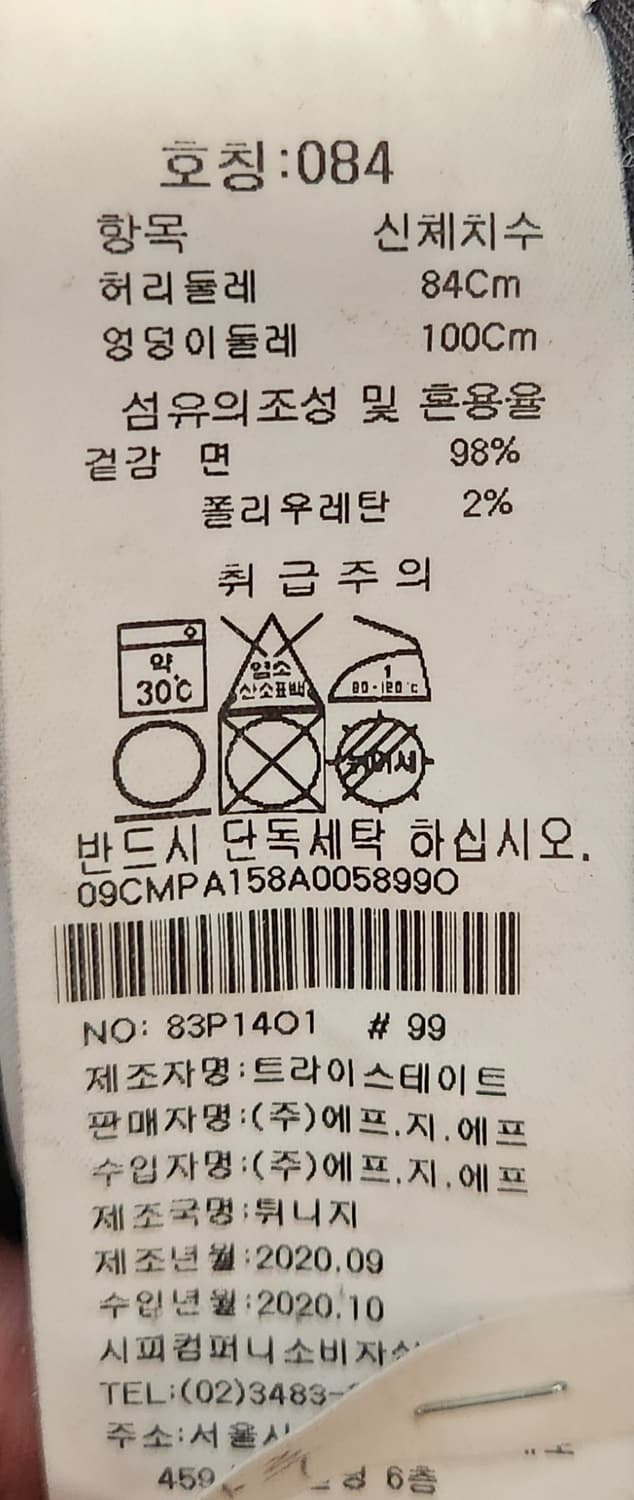 호칭:084
항목 신체치수
허리둘레 84Cm
엉덩이둘레 100Cm
섬유의조성 및 혼용율
겉감 면 98%
폴리우레탄 2%
취급주의
약 30℃
염소 산소표백
1 80-120℃
반드시 단독세탁 하십시오.
09CMPA158A0058990
NO: 83P1401 # 99
제조자명:트라이스테이트
판매자명:(주)에프.지.에프
수입자명:(주)에프.지.에프
제조국명:튀니지
제조년월:2020.09
수입년월:2020.10
시피컴퍼니소비자
TEL:(02)3483-
주소:서울시
459 6층